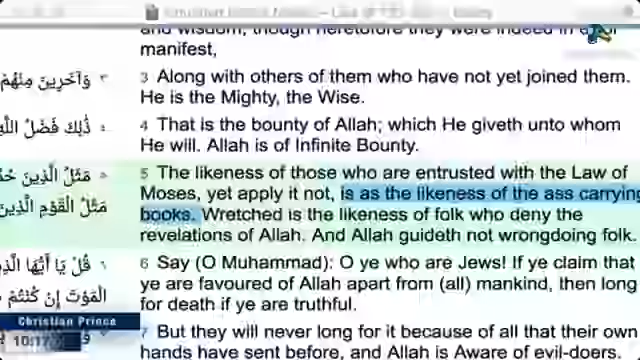 and wisdom, though heretofore they were indeed in error
manifest,
وَآخَرِينَ مِنْهُمْ ٣
3 Along with others of them who have not yet joined them.
He is the Mighty, the Wise.
ذَٰلِكَ فَضْلُ اللَّهِ
4 That is the bounty of Allah; which He giveth unto whom
He will. Allah is of Infinite Bounty.
مَثَلُ الَّذِينَ
5 The likeness of those who are entrusted with the Law of
Moses, yet apply it not, is as the likeness of the ass carrying
مَثَلُ الْقَوْمِ الَّذِينَ
books. Wretched is the likeness of folk who deny the
revelations of Allah. And Allah guideth not wrongdoing folk.
قُلْ يَا أَيُّهَا
6 Say (O Muhammad): O ye who are Jews! If ye claim that
ye are favoured of Allah apart from (all) mankind, then long
الْمَوْتَ إِنْ كُنْتُمْ
for death if ye are truthful.
Christian Prince
10:17
7 But they will never long for it because of all that their own
hands have sent before, and Allah is Aware of evil-doers.